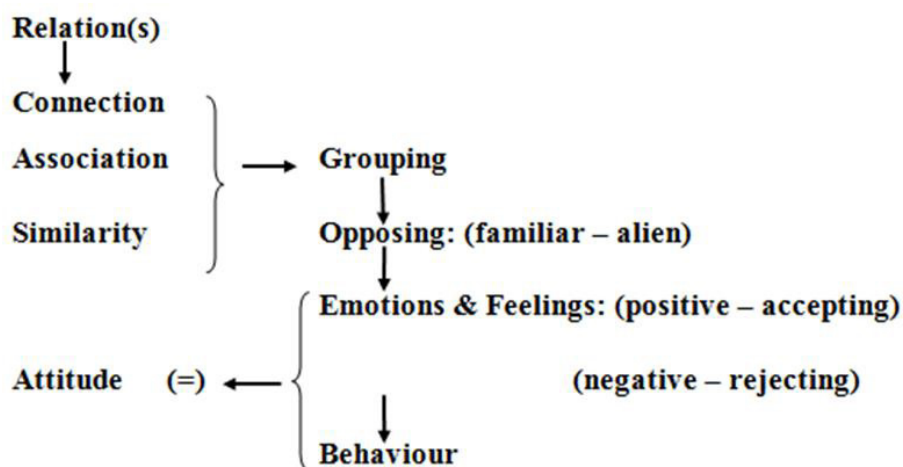 Relation(s)
Connection
Association
Grouping
Similarity
Opposing: (familiar – alien)
Emotions & Feelings: (positive – accepting)
Attitude (=)
(negative – rejecting)
Behaviour